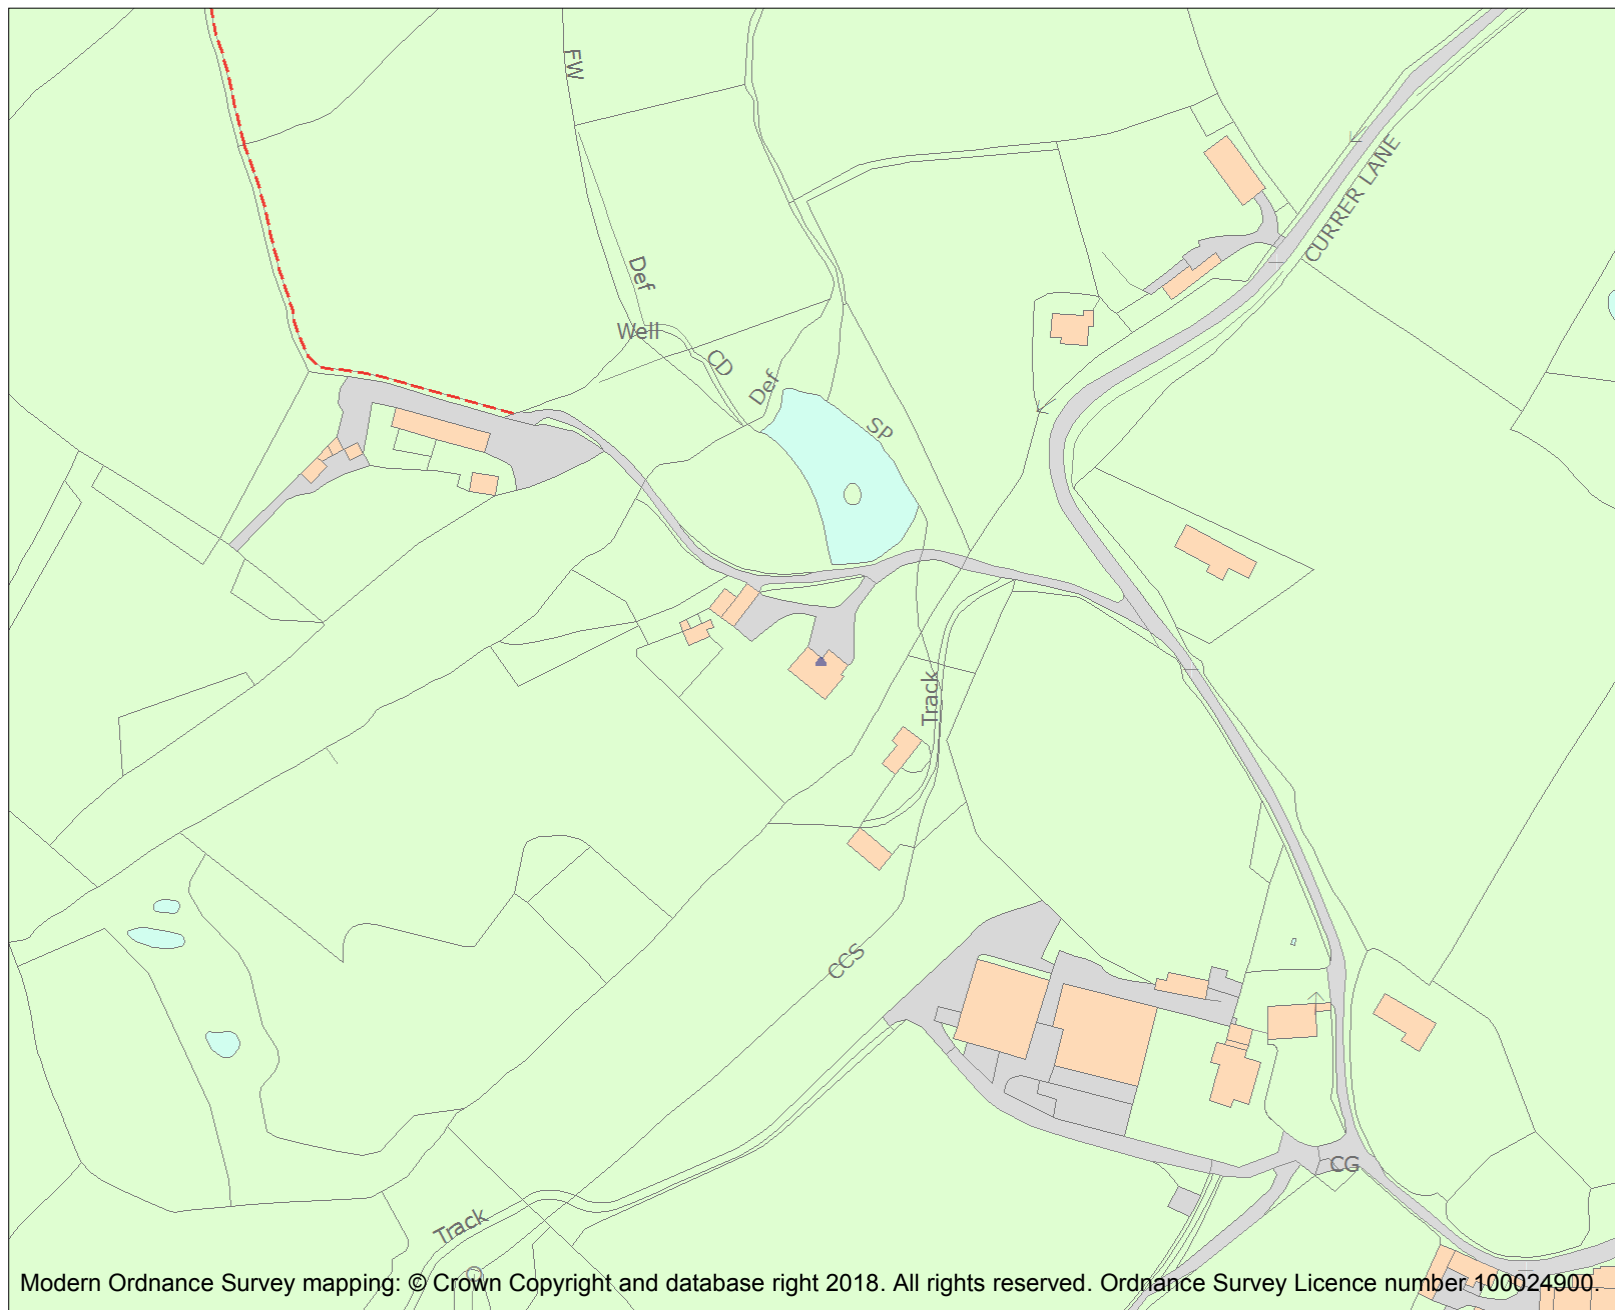 FW
CURRER LANE
Def
Well
CD
Def
SP
Track
CCS
CG
Track
Modern Ordnance Survey mapping: © Crown Copyright and database right 2018. All rights reserved. Ordnance Survey Licence number 100024900.